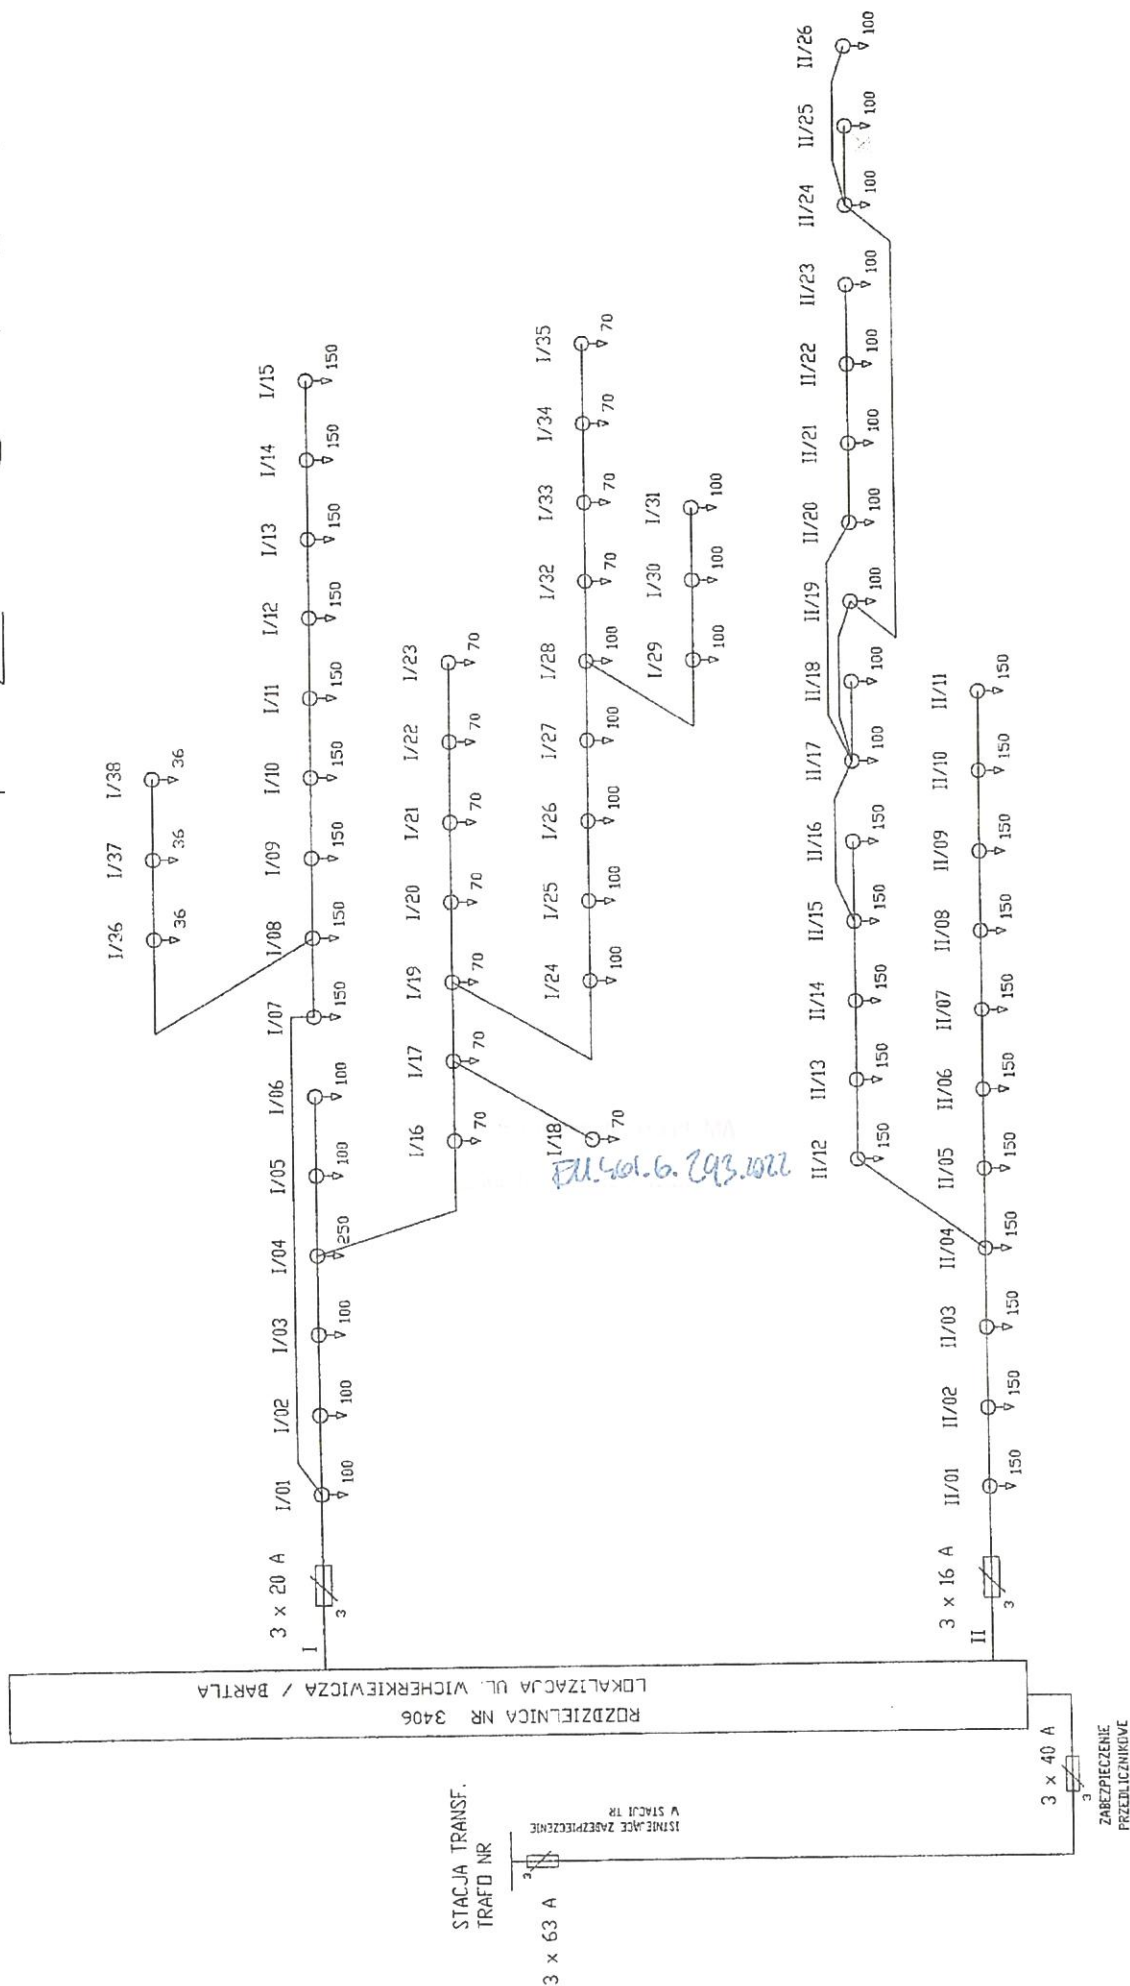 I/36
I/37
I/38
36
36
36
I/07
I/08
I/09
I/10
I/11
I/12
I/13
I/14
I/15
150
150
150
150
150
150
150
150
150
3 x 20 A
I
3
I/01
I/02
I/03
I/04
I/05
I/06
100
100
100
250
100
100
I/16
I/17
I/19
I/20
I/21
I/22
I/23
70
70
70
70
70
70
70
I/18
70
I/24
I/25
I/26
I/27
I/28
I/32
I/33
I/34
I/35
100
100
100
100
100
70
70
70
70
I/29
I/30
I/31
100
100
100
II/12
II/13
II/14
II/15
II/16
II/17
II/18
II/19
II/20
II/21
II/22
II/23
II/24
II/25
II/26
150
150
150
150
150
100
100
100
100
100
100
100
100
100
100
3 x 16 A
II
3
II/01
II/02
II/03
II/04
II/05
II/06
II/07
II/08
II/09
II/10
II/11
150
150
150
150
150
150
150
150
150
150
150
ROZDZIELNICA NR 3406
LOKALIZACJA UL. WICHERKIEWICZA / BARTLA
STACJA TRANSF.
TRAFO NR
3 x 63 A
3
ISTNIEJĄCE ZABEZPIECZENIE
W STACJI TR
3 x 40 A
3
ZABEZPIECZENIE
PRZEDLICZNIKOWE